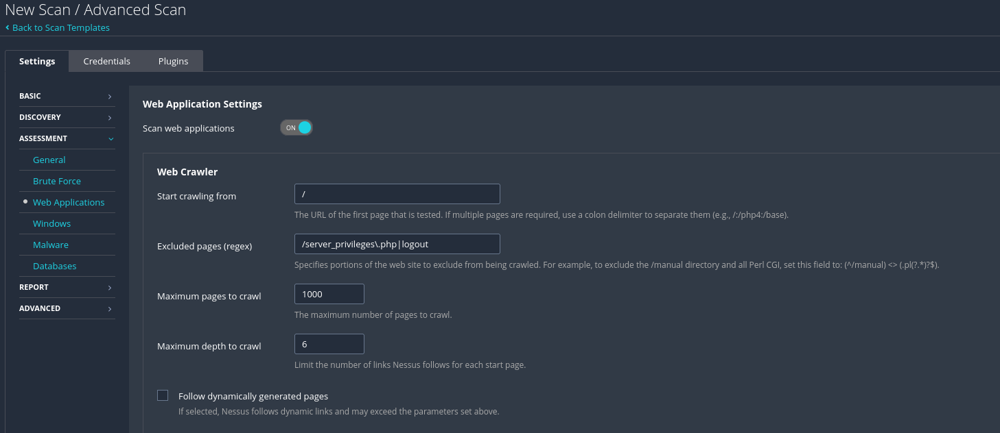 New Scan / Advanced Scan
Back to Scan Templates
Settings Credentials Plugins
BASIC
DISCOVERY
ASSESSMENT
General
Brute Force
Web Applications
Windows
Malware
Databases
REPORT
ADVANCED
Web Application Settings
Scan web applications ON
Web Crawler
Start crawling from /
The URL of the first page that is tested. If multiple pages are required, use a colon delimiter to separate them (e.g., /:/php4:/base).
Excluded pages (regex) /server_privileges\.php|logout
Specifies portions of the web site to exclude from being crawled. For example, to exclude the /manual directory and all Perl CGI, set this field to: (^/manual) <> (.pl(?.*)?$).
Maximum pages to crawl 1000
The maximum number of pages to crawl.
Maximum depth to crawl 6
Limit the number of links Nessus follows for each start page.
Follow dynamically generated pages
If selected, Nessus follows dynamic links and may exceed the parameters set above.